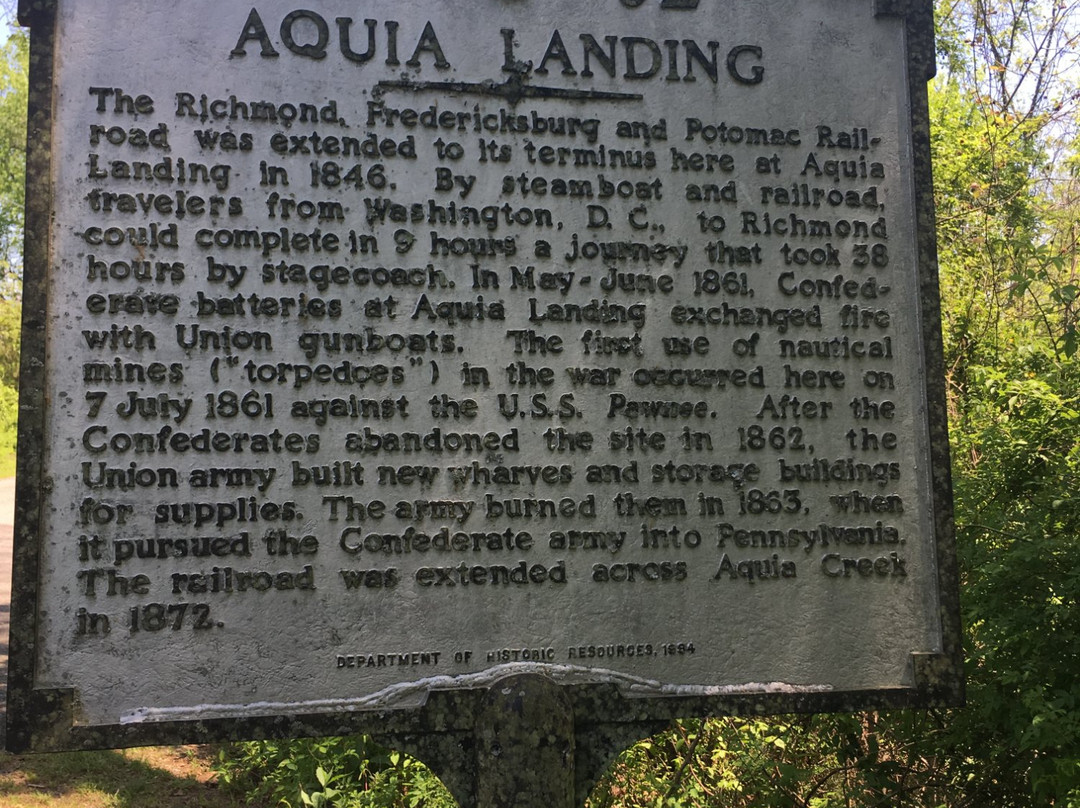 AQUIA LANDING
The Richmond, Fredericksburg and Potomac Rail-
road was extended to its terminus here at Aquia
Landing in 1846. By steamboat and railroad,
travelers from Washington, D. C., to Richmond
could complete in 9 hours a journey that took 38
hours by stagecoach. In May-June 1861, Confed-
erate batteries at Aquia Landing exchanged fire
with Union gunboats. The first use of nautical
mines ("torpedoes") in the war occurred here on
7 July 1861 against the U.S.S. Pawnee. After the
Confederates abandoned the site in 1862, the
Union army built new wharves and storage buildings
for supplies. The army burned them in 1863, when
it pursued the Confederate army into Pennsylvania.
The railroad was extended across Aquia Creek
in 1872.
DEPARTMENT OF HISTORIC RESOURCES, 1994